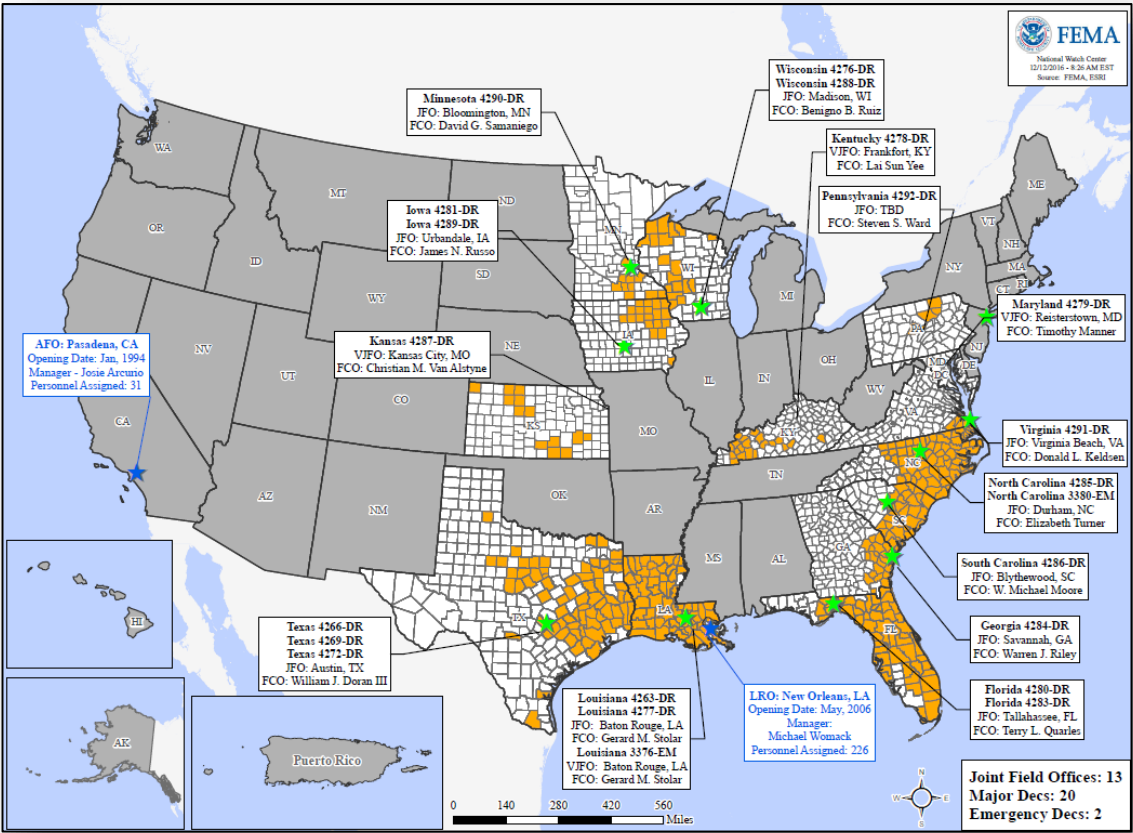 FEMA
National Watch Center
12/12/2016 - 8:26 AM EST
Source: FEMA, ESRI
Wisconsin 4276-DR
Wisconsin 4288-DR
JFO: Madison, WI
FCO: Benigno B. Ruiz
Minnesota 4290-DR
JFO: Bloomington, MN
FCO: David G. Samaniego
Kentucky 4278-DR
VJFO: Frankfort, KY
FCO: Lai Sun Yee
Pennsylvania 4292-DR
JFO: TBD
FCO: Steven S. Ward
Iowa 4281-DR
Iowa 4289-DR
JFO: Urbandale, IA
FCO: James N. Russo
Maryland 4279-DR
VJFO: Reisterstown, MD
FCO: Timothy Manner
Kansas 4287-DR
VJFO: Kansas City, MO
FCO: Christian M. Van Alstyne
AFO: Pasadena, CA
Opening Date: Jan, 1994
Manager - Josie Arcurio
Personnel Assigned: 31
Virginia 4291-DR
JFO: Virginia Beach, VA
FCO: Donald L. Keldsen
North Carolina 4285-DR
North Carolina 3380-EM
JFO: Durham, NC
FCO: Elizabeth Turner
South Carolina 4286-DR
JFO: Blythewood, SC
FCO: W. Michael Moore
Georgia 4284-DR
JFO: Savannah, GA
FCO: Warren J. Riley
Florida 4280-DR
Florida 4283-DR
JFO: Tallahassee, FL
FCO: Terry L. Quarles
Texas 4266-DR
Texas 4269-DR
Texas 4272-DR
JFO: Austin, TX
FCO: William J. Doran III
Louisiana 4263-DR
Louisiana 4277-DR
JFO: Baton Rouge, LA
FCO: Gerard M. Stolar
Louisiana 3376-EM
VJFO: Baton Rouge, LA
FCO: Gerard M. Stolar
LRO: New Orleans, LA
Opening Date: May, 2006
Manager:
Michael Womack
Personnel Assigned: 226
WA
OR
ID
MT
ND
SD
WY
NV
UT
CO
NE
CA
AZ
NM
KS
OK
TX
MN
IA
MO
AR
LA
WI
IL
MI
IN
OH
KY
TN
MS
AL
GA
FL
SC
NC
VA
WV
PA
NY
VT
NH
ME
MA
CT
RI
NJ
DE
MD
DC
HI
AK
Puerto Rico
N
W
E
S
0
140
280
420
560
Miles
Joint Field Offices: 13
Major Decs: 20
Emergency Decs: 2